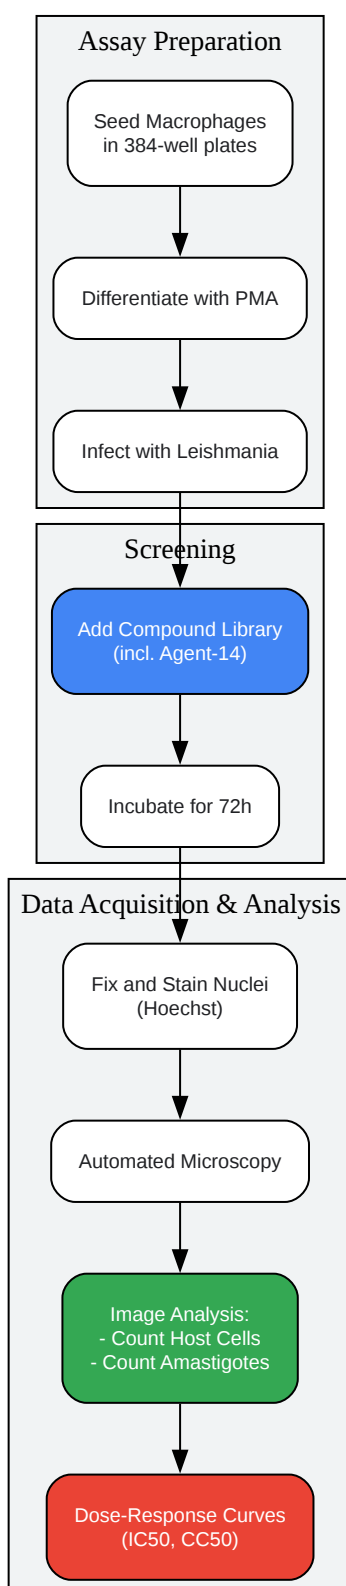 Assay Preparation
Seed Macrophages
in 384-well plates
Differentiate with PMA
Infect with Leishmania
Screening
Add Compound Library
(incl. Agent-14)
Incubate for 72h
Data Acquisition & Analysis
Fix and Stain Nuclei
(Hoechst)
Automated Microscopy
Image Analysis:
- Count Host Cells
- Count Amastigotes
Dose-Response Curves
(IC50, CC50)